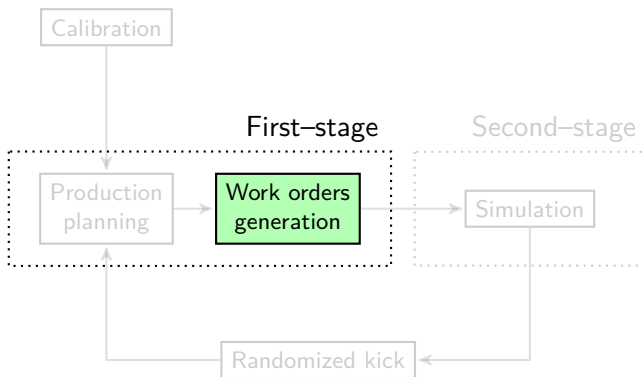 Calibration
First–stage
Second–stage
Production
planning
Work orders
generation
Simulation
Randomized kick